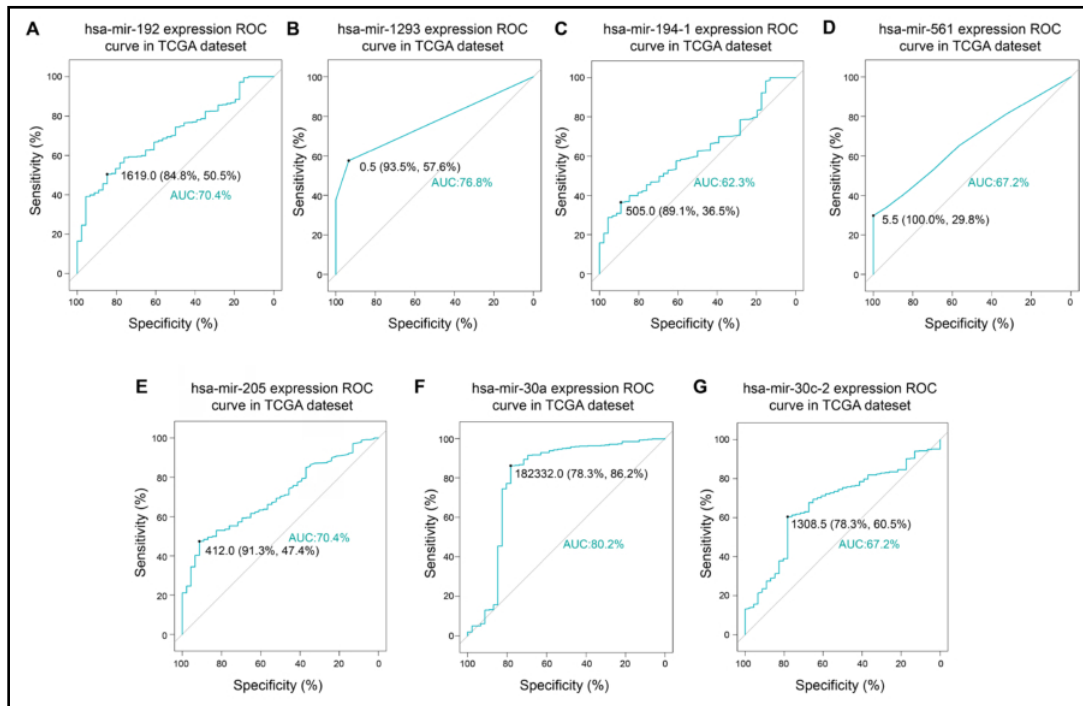 A
hsa-mir-192 expression ROC
curve in TCGA dateset
Sensitivity (%)
100
80
60
40
20
0
1619.0 (84.8%, 50.5%)
AUC:70.4%
100 80 60 40 20 0
Specificity (%)
B
hsa-mir-1293 expression ROC
curve in TCGA dateset
Sensitivity (%)
100
80
60
40
20
0
0.5 (93.5%, 57.6%)
AUC:76.8%
100 80 60 40 20 0
Specificity (%)
C
hsa-mir-194-1 expression ROC
curve in TCGA dateset
Sensitivity (%)
100
80
60
40
20
0
AUC:62.3%
505.0 (89.1%, 36.5%)
100 80 60 40 20 0
Specificity (%)
D
hsa-mir-561 expression ROC
curve in TCGA dateset
Sensitivity (%)
100
80
60
40
20
0
AUC:67.2%
5.5 (100.0%, 29.8%)
100 80 60 40 20 0
Specificity (%)
E
hsa-mir-205 expression ROC
curve in TCGA dateset
Sensitivity (%)
100
80
60
40
20
0
AUC:70.4%
412.0 (91.3%, 47.4%)
100 80 60 40 20 0
Specificity (%)
F
hsa-mir-30a expression ROC
curve in TCGA dateset
Sensitivity (%)
100
80
60
40
20
0
182332.0 (78.3%, 86.2%)
AUC:80.2%
100 80 60 40 20 0
Specificity (%)
G
hsa-mir-30c-2 expression ROC
curve in TCGA dateset
Sensitivity (%)
100
80
60
40
20
0
1308.5 (78.3%, 60.5%)
AUC:67.2%
100 80 60 40 20 0
Specificity (%)